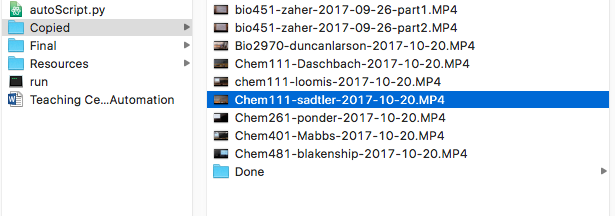 autoScript.py
Copied
Final
Resources
run
Teaching Ce...Automation
bio451-zaher-2017-09-26-part1.MP4
bio451-zaher-2017-09-26-part2.MP4
Bio2970-duncanlarson-2017-10-20.MP4
Chem111-Daschbach-2017-10-20.MP4
chem111-loomis-2017-10-20.MP4
Chem111-sadtler-2017-10-20.MP4
Chem261-ponder-2017-10-20.MP4
Chem401-Mabbs-2017-10-20.MP4
Chem481-blakenship-2017-10-20.MP4
Done